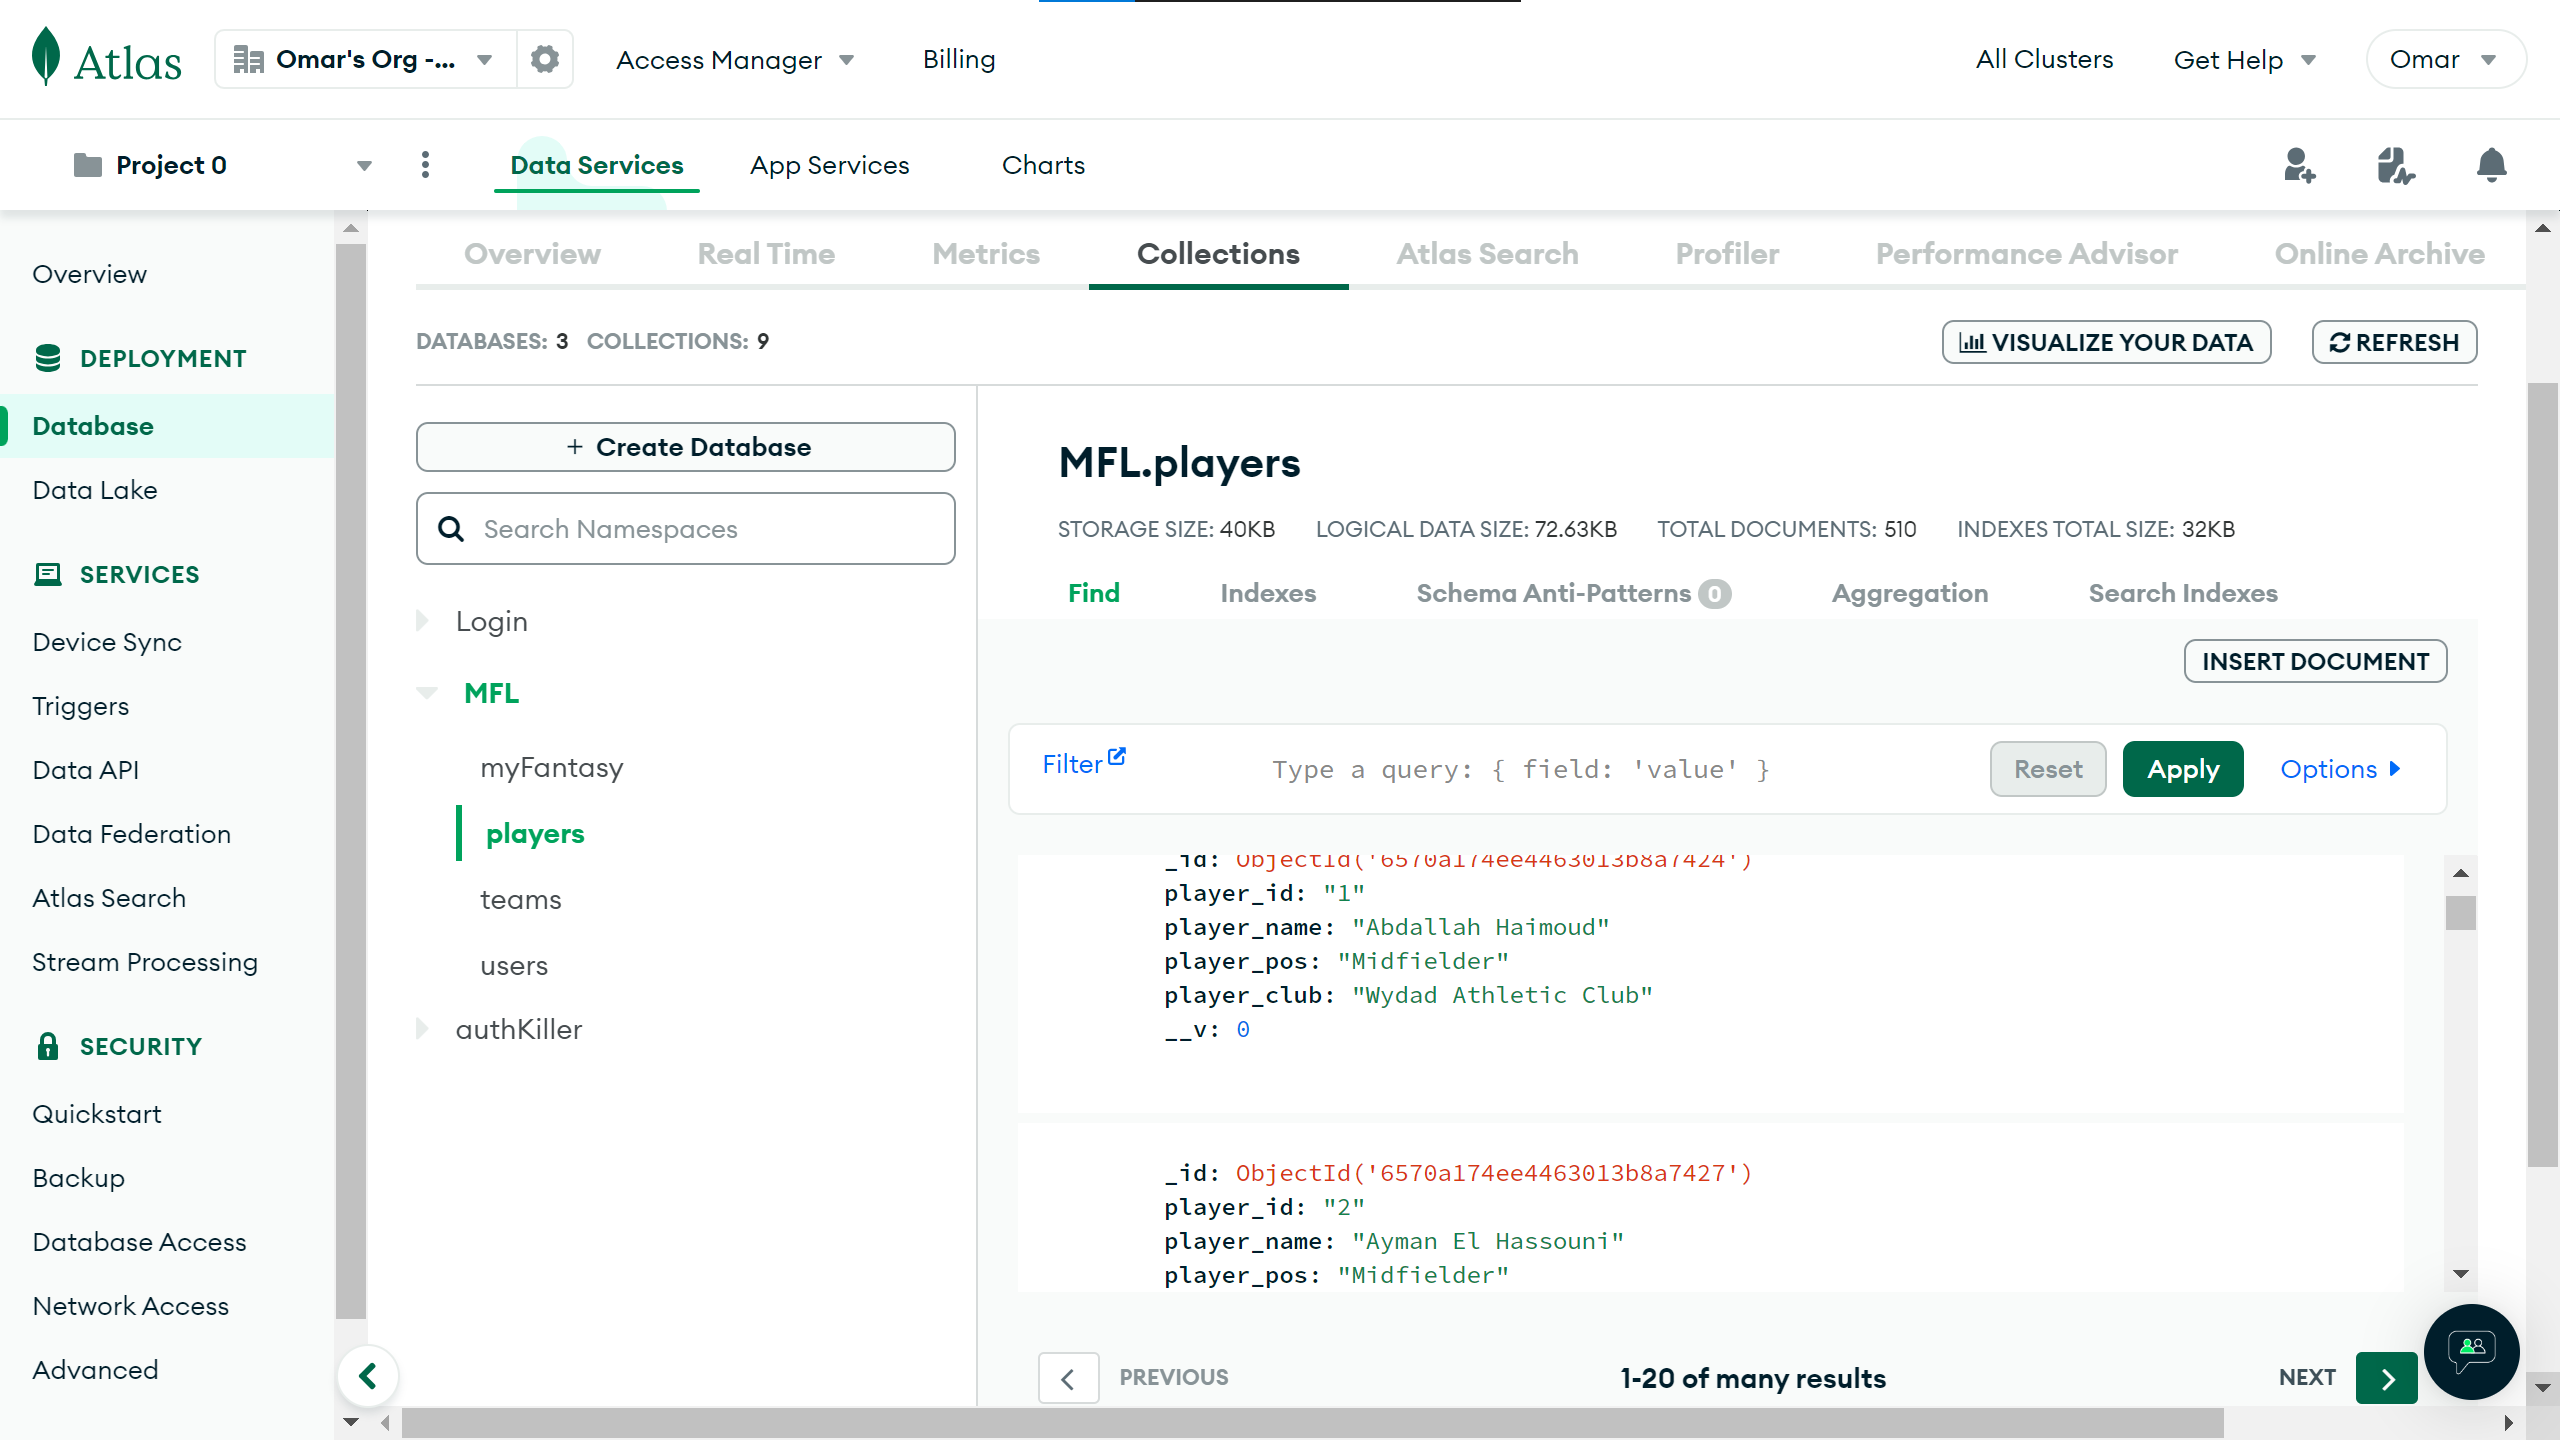 Atlas
Omar's Org -...
Access Manager
Billing
All Clusters
Get Help
Omar
Project 0
Data Services
App Services
Charts
Overview
DEPLOYMENT
Database
Data Lake
SERVICES
Device Sync
Triggers
Data API
Data Federation
Atlas Search
Stream Processing
SECURITY
Quickstart
Backup
Database Access
Network Access
Advanced
Overview
Real Time
Metrics
Collections
Atlas Search
Profiler
Performance Advisor
Online Archive
DATABASES: 3 COLLECTIONS: 9
VISUALIZE YOUR DATA
REFRESH
+ Create Database
Search Namespaces
Login
MFL
myFantasy
players
teams
users
authKiller
MFL.players
STORAGE SIZE: 40KB LOGICAL DATA SIZE: 72.63KB TOTAL DOCUMENTS: 510 INDEXES TOTAL SIZE: 32KB
Find
Indexes
Schema Anti-Patterns 0
Aggregation
Search Indexes
INSERT DOCUMENT
Filter
Type a query: { field: 'value' }
Reset
Apply
Options
_id: ObjectId('6570a174ee4463013b8a7424')
player_id: "1"
player_name: "Abdallah Haimoud"
player_pos: "Midfielder"
player_club: "Wydad Athletic Club"
__v: 0
_id: ObjectId('6570a174ee4463013b8a7427')
player_id: "2"
player_name: "Ayman El Hassouni"
player_pos: "Midfielder"
PREVIOUS
1-20 of many results
NEXT